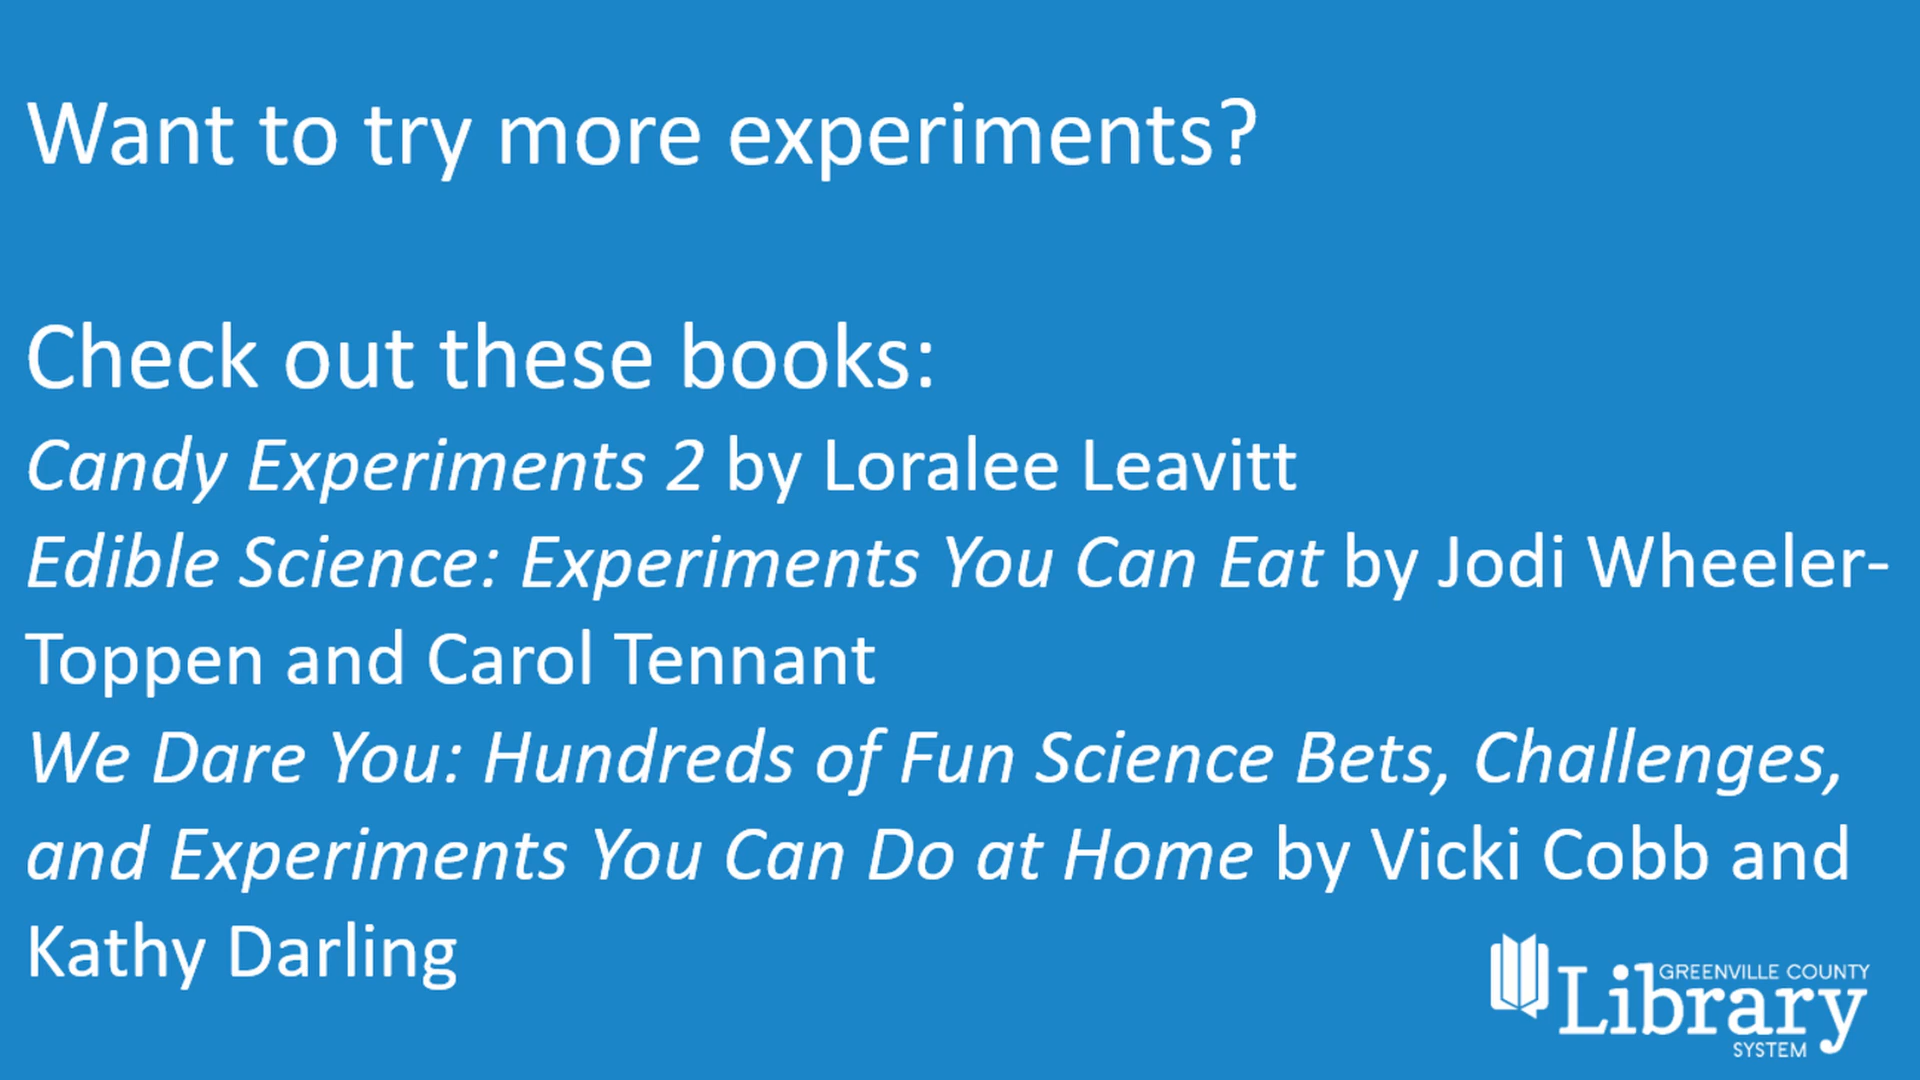 Want to try more experiments?
Check out these books:
Candy Experiments 2 by Loralee Leavitt
Edible Science: Experiments You Can Eat by Jodi Wheeler-
Toppen and Carol Tennant
We Dare You: Hundreds of Fun Science Bets, Challenges,
and Experiments You Can Do at Home by Vicki Cobb and
Kathy Darling
GREENVILLE COUNTY
Library
SYSTEM